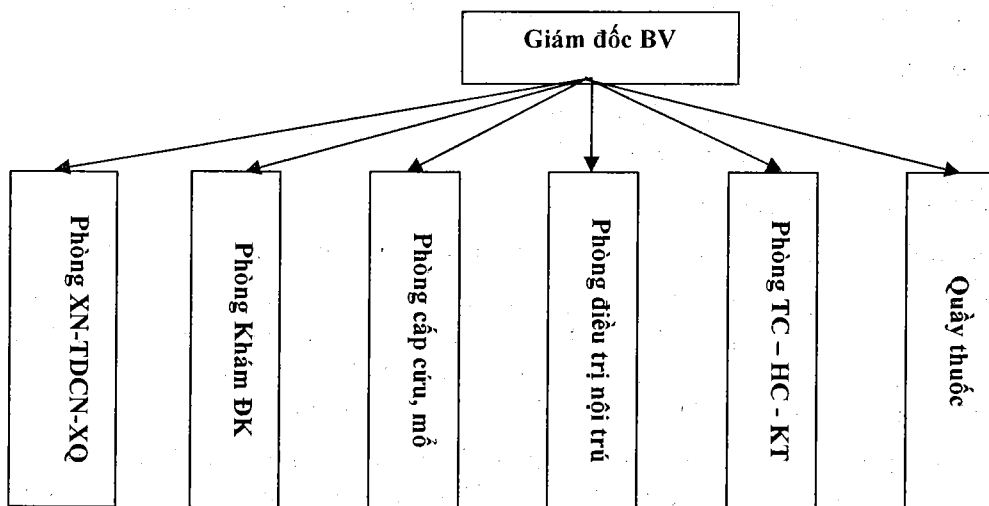 Giám đốc BV
Phòng XN-TDCN-XQ
Phòng Khám ĐK
Phòng cấp cứu, mổ
Phòng điều trị nội trú
Phòng TC – HC - KT
Quầy thuốc